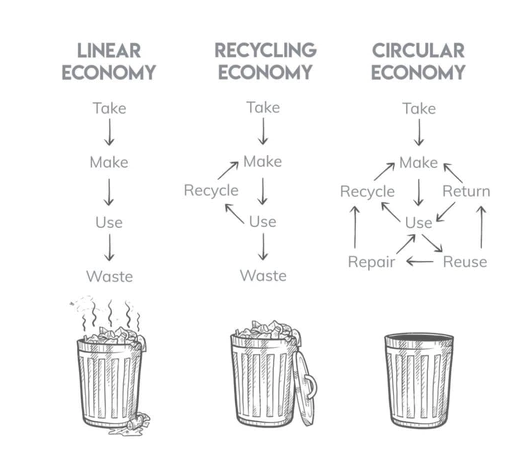 LINEAR
ECONOMY
Take
Make
Use
Waste
RECYCLING
ECONOMY
Take
Make
Recycle
Use
Waste
CIRCULAR
ECONOMY
Take
Make
Recycle
Return
Use
Repair
Reuse